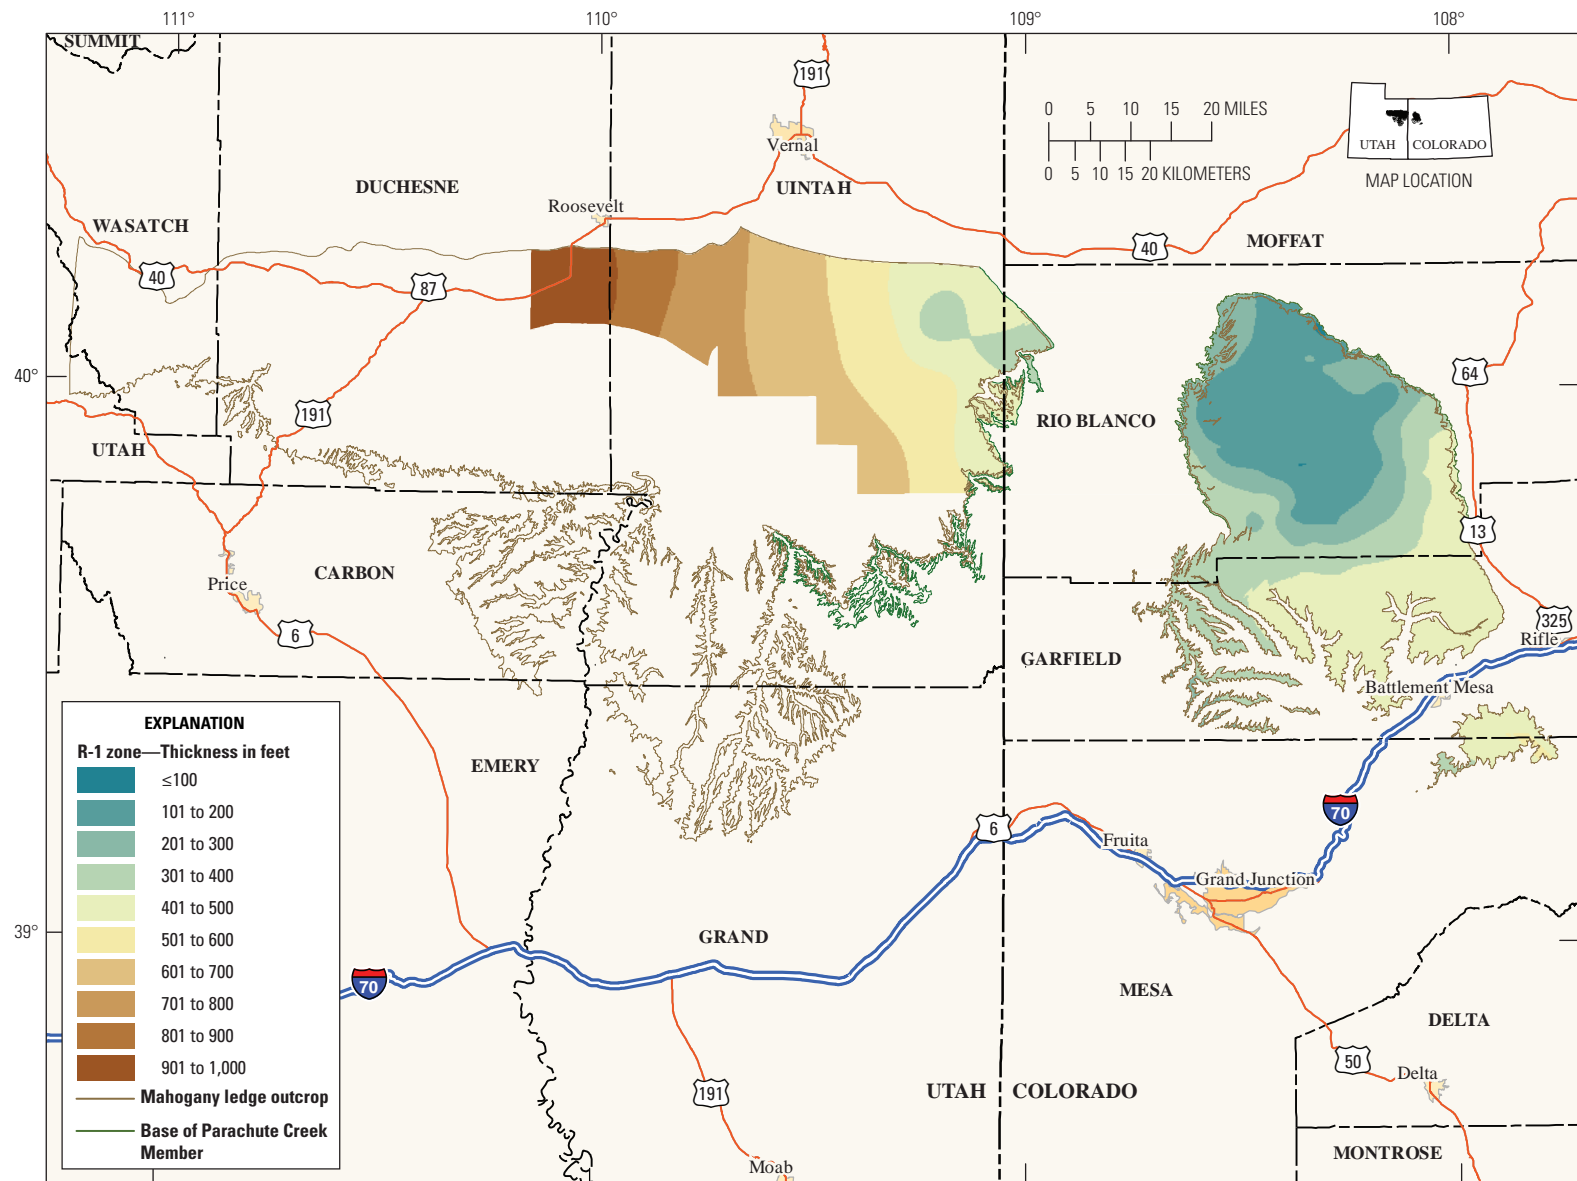 111°
110°
109°
108°
SUMMIT
191
0 5 10 15 20 MILES
0 5 10 15 20 KILOMETERS
UTAH
COLORADO
MAP LOCATION
Vernal
DUCHESNE
UINTAH
Roosevelt
WASATCH
MOFFAT
40
40
87
40°
64
191
RIO BLANCO
UTAH
13
CARBON
Price
6
325
Rifle
GARFIELD
Battlement Mesa
EXPLANATION
R-1 zone—Thickness in feet
≤100
101 to 200
201 to 300
301 to 400
401 to 500
501 to 600
601 to 700
701 to 800
801 to 900
901 to 1,000
Mahogany ledge outcrop
Base of Parachute Creek
Member
EMERY
70
6
Fruita
Grand Junction
39°
GRAND
70
MESA
DELTA
50
Delta
191
UTAH
COLORADO
MONTROSE
Moab